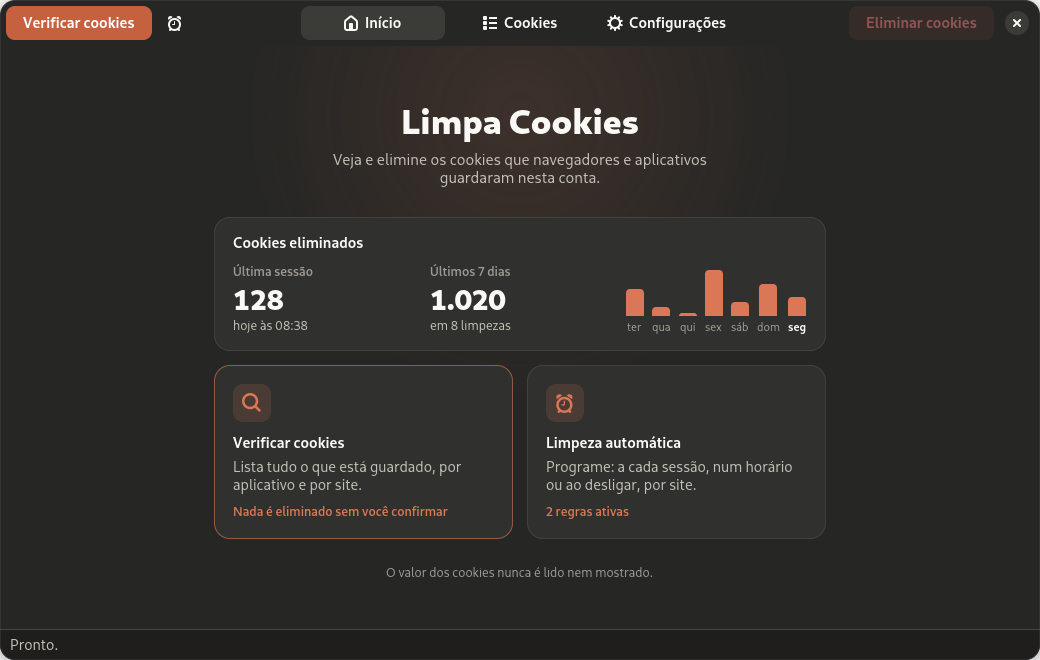 Verificar cookies
Início
Cookies
Configurações
Eliminar cookies
Limpa Cookies
Veja e elimine os cookies que navegadores e aplicativos
guardaram nesta conta.
Cookies eliminados
Última sessão
128
hoje às 08:38
Últimos 7 dias
1.020
em 8 limpezas
ter qua qui sex sáb dom seg
Verificar cookies
Lista tudo o que está guardado, por
aplicativo e por site.
Nada é eliminado sem você confirmar
Limpeza automática
Programe: a cada sessão, num horário
ou ao desligar, por site.
2 regras ativas
O valor dos cookies nunca é lido nem mostrado.
Pronto.